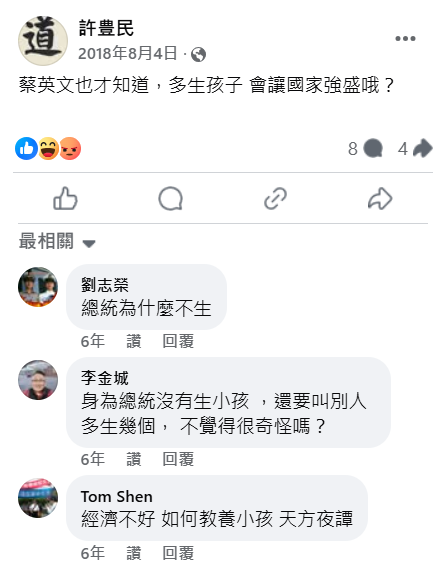 道
許豊民
2018年8月4日 ·
蔡英文也才知道，多生孩子 會讓國家強盛哦？
8 4
最相關
劉志榮
總統為什麼不生
6年 讚 回覆
李金城
身為總統沒有生小孩 ，還要叫別人
多生幾個， 不覺得很奇怪嗎？
6年 讚 回覆
Tom Shen
經濟不好 如何教養小孩 天方夜譚
6年 讚 回覆